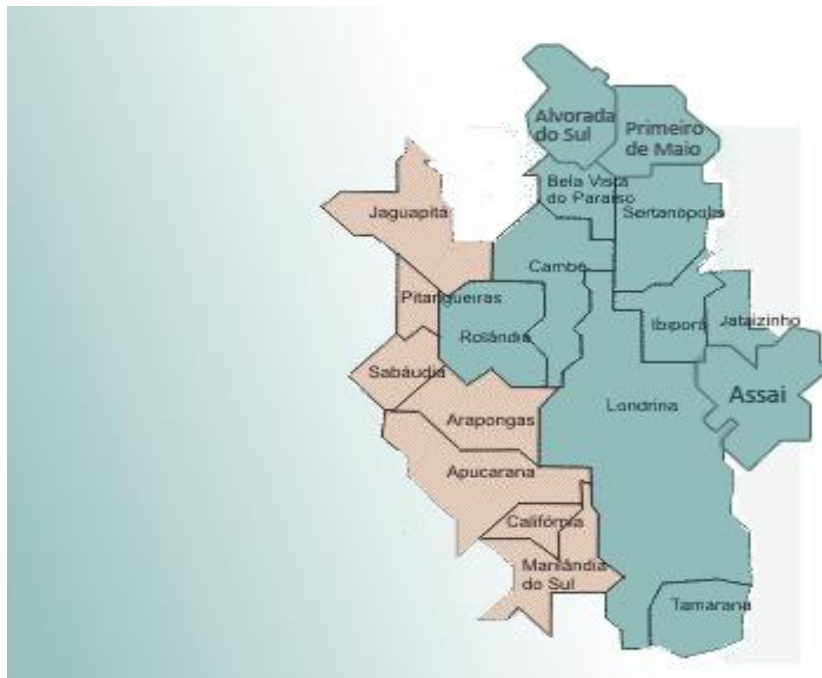 Alvorada
do Sul
Primeiro
de Maio
Bela Vista
do Paraíso
Jaguapitã
Sertanópolis
Cambé
Pitangueiras
Ibiporã
Jataizinho
Rolândia
Sabáudia
Assai
Londrina
Arapongas
Apucarana
Califórnia
Marilândia
do Sul
Tamarana